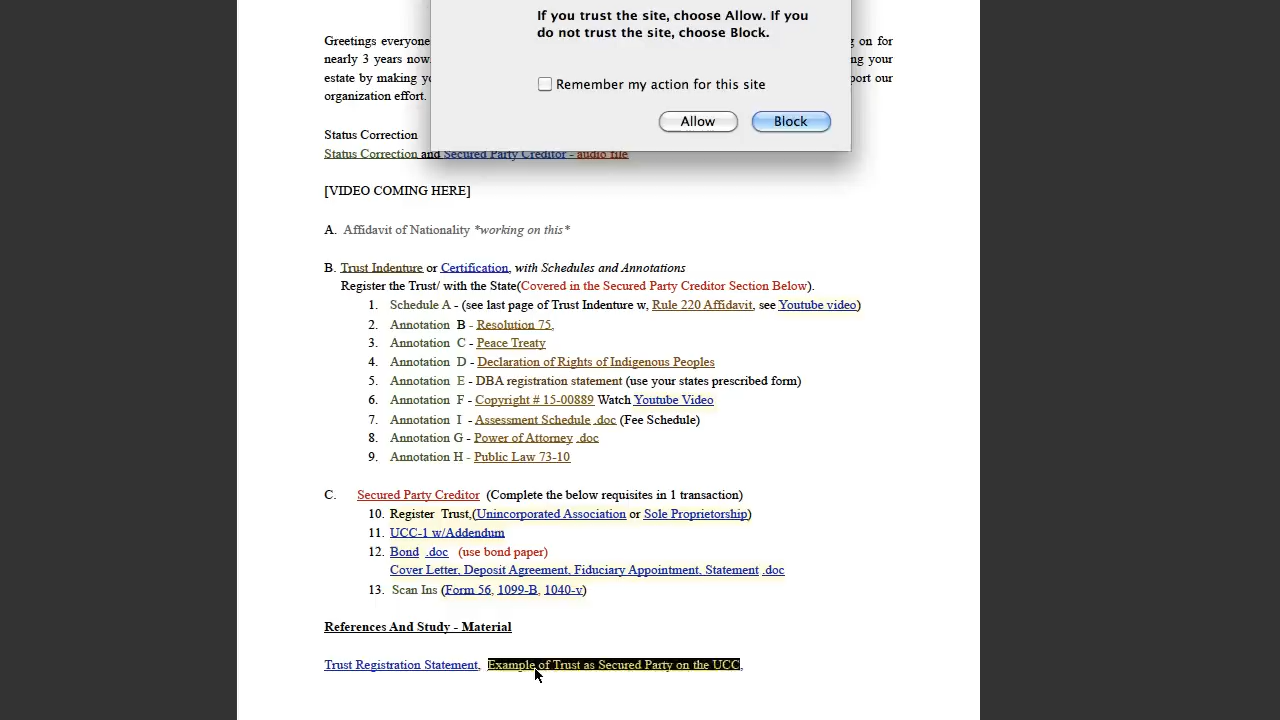 If you trust the site, choose Allow. If you
do not trust the site, choose Block.
Remember my action for this site
Allow Block
Greetings everyone g on for
nearly 3 years now ng your
estate by making yo port our
organization effort.
Status Correction
Status Correction and Secured Party Creditor - audio file
[VIDEO COMING HERE]
A. Affidavit of Nationality *working on this*
B. Trust Indenture or Certification, with Schedules and Annotations
Register the Trust/ with the State(Covered in the Secured Party Creditor Section Below).
1. Schedule A - (see last page of Trust Indenture w, Rule 220 Affidavit, see Youtube video)
2. Annotation B - Resolution 75,
3. Annotation C - Peace Treaty
4. Annotation D - Declaration of Rights of Indigenous Peoples
5. Annotation E - DBA registration statement (use your states prescribed form)
6. Annotation F - Copyright # 15-00889 Watch Youtube Video
7. Annotation I - Assessment Schedule .doc (Fee Schedule)
8. Annotation G - Power of Attorney .doc
9. Annotation H - Public Law 73-10
C. Secured Party Creditor (Complete the below requisites in 1 transaction)
10. Register Trust,(Unincorporated Association or Sole Proprietorship)
11. UCC-1 w/Addendum
12. Bond .doc (use bond paper)
Cover Letter, Deposit Agreement, Fiduciary Appointment, Statement .doc
13. Scan Ins (Form 56, 1099-B, 1040-v)
References And Study - Material
Trust Registration Statement, Example of Trust as Secured Party on the UCC,